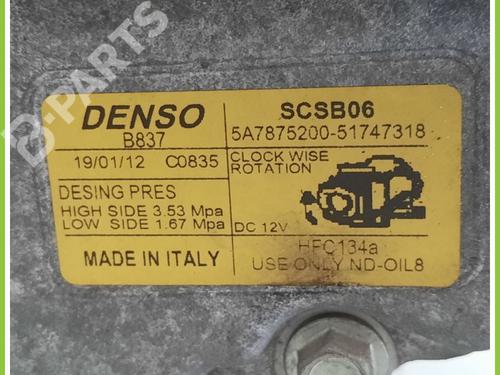 B-PARTS
DENSO
B837
SCSB06
5A7875200-51747318
19/01/12 C0835
CLOCK WISE
ROTATION
DESING PRES
HIGH SIDE 3.53 Mpa
LOW SIDE 1.67 Mpa
DC 12V
MADE IN ITALY
HFC134a
USE ONLY ND-OIL8